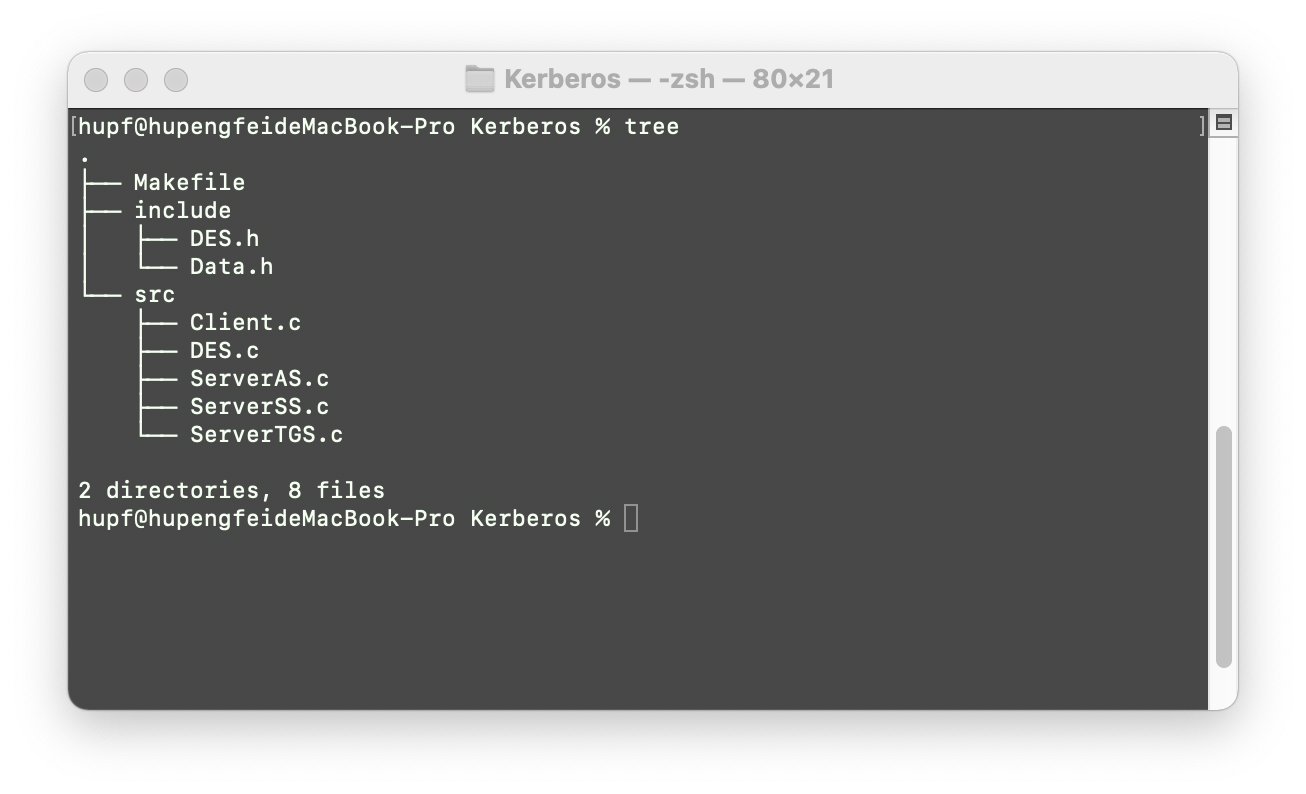 Kerberos — -zsh — 80×21
[hupf@hupengfeideMacBook-Pro Kerberos % tree ]
.
├── Makefile
├── include
│   ├── DES.h
│   └── Data.h
└── src
    ├── Client.c
    ├── DES.c
    ├── ServerAS.c
    ├── ServerSS.c
    └── ServerTGS.c
2 directories, 8 files
hupf@hupengfeideMacBook-Pro Kerberos %